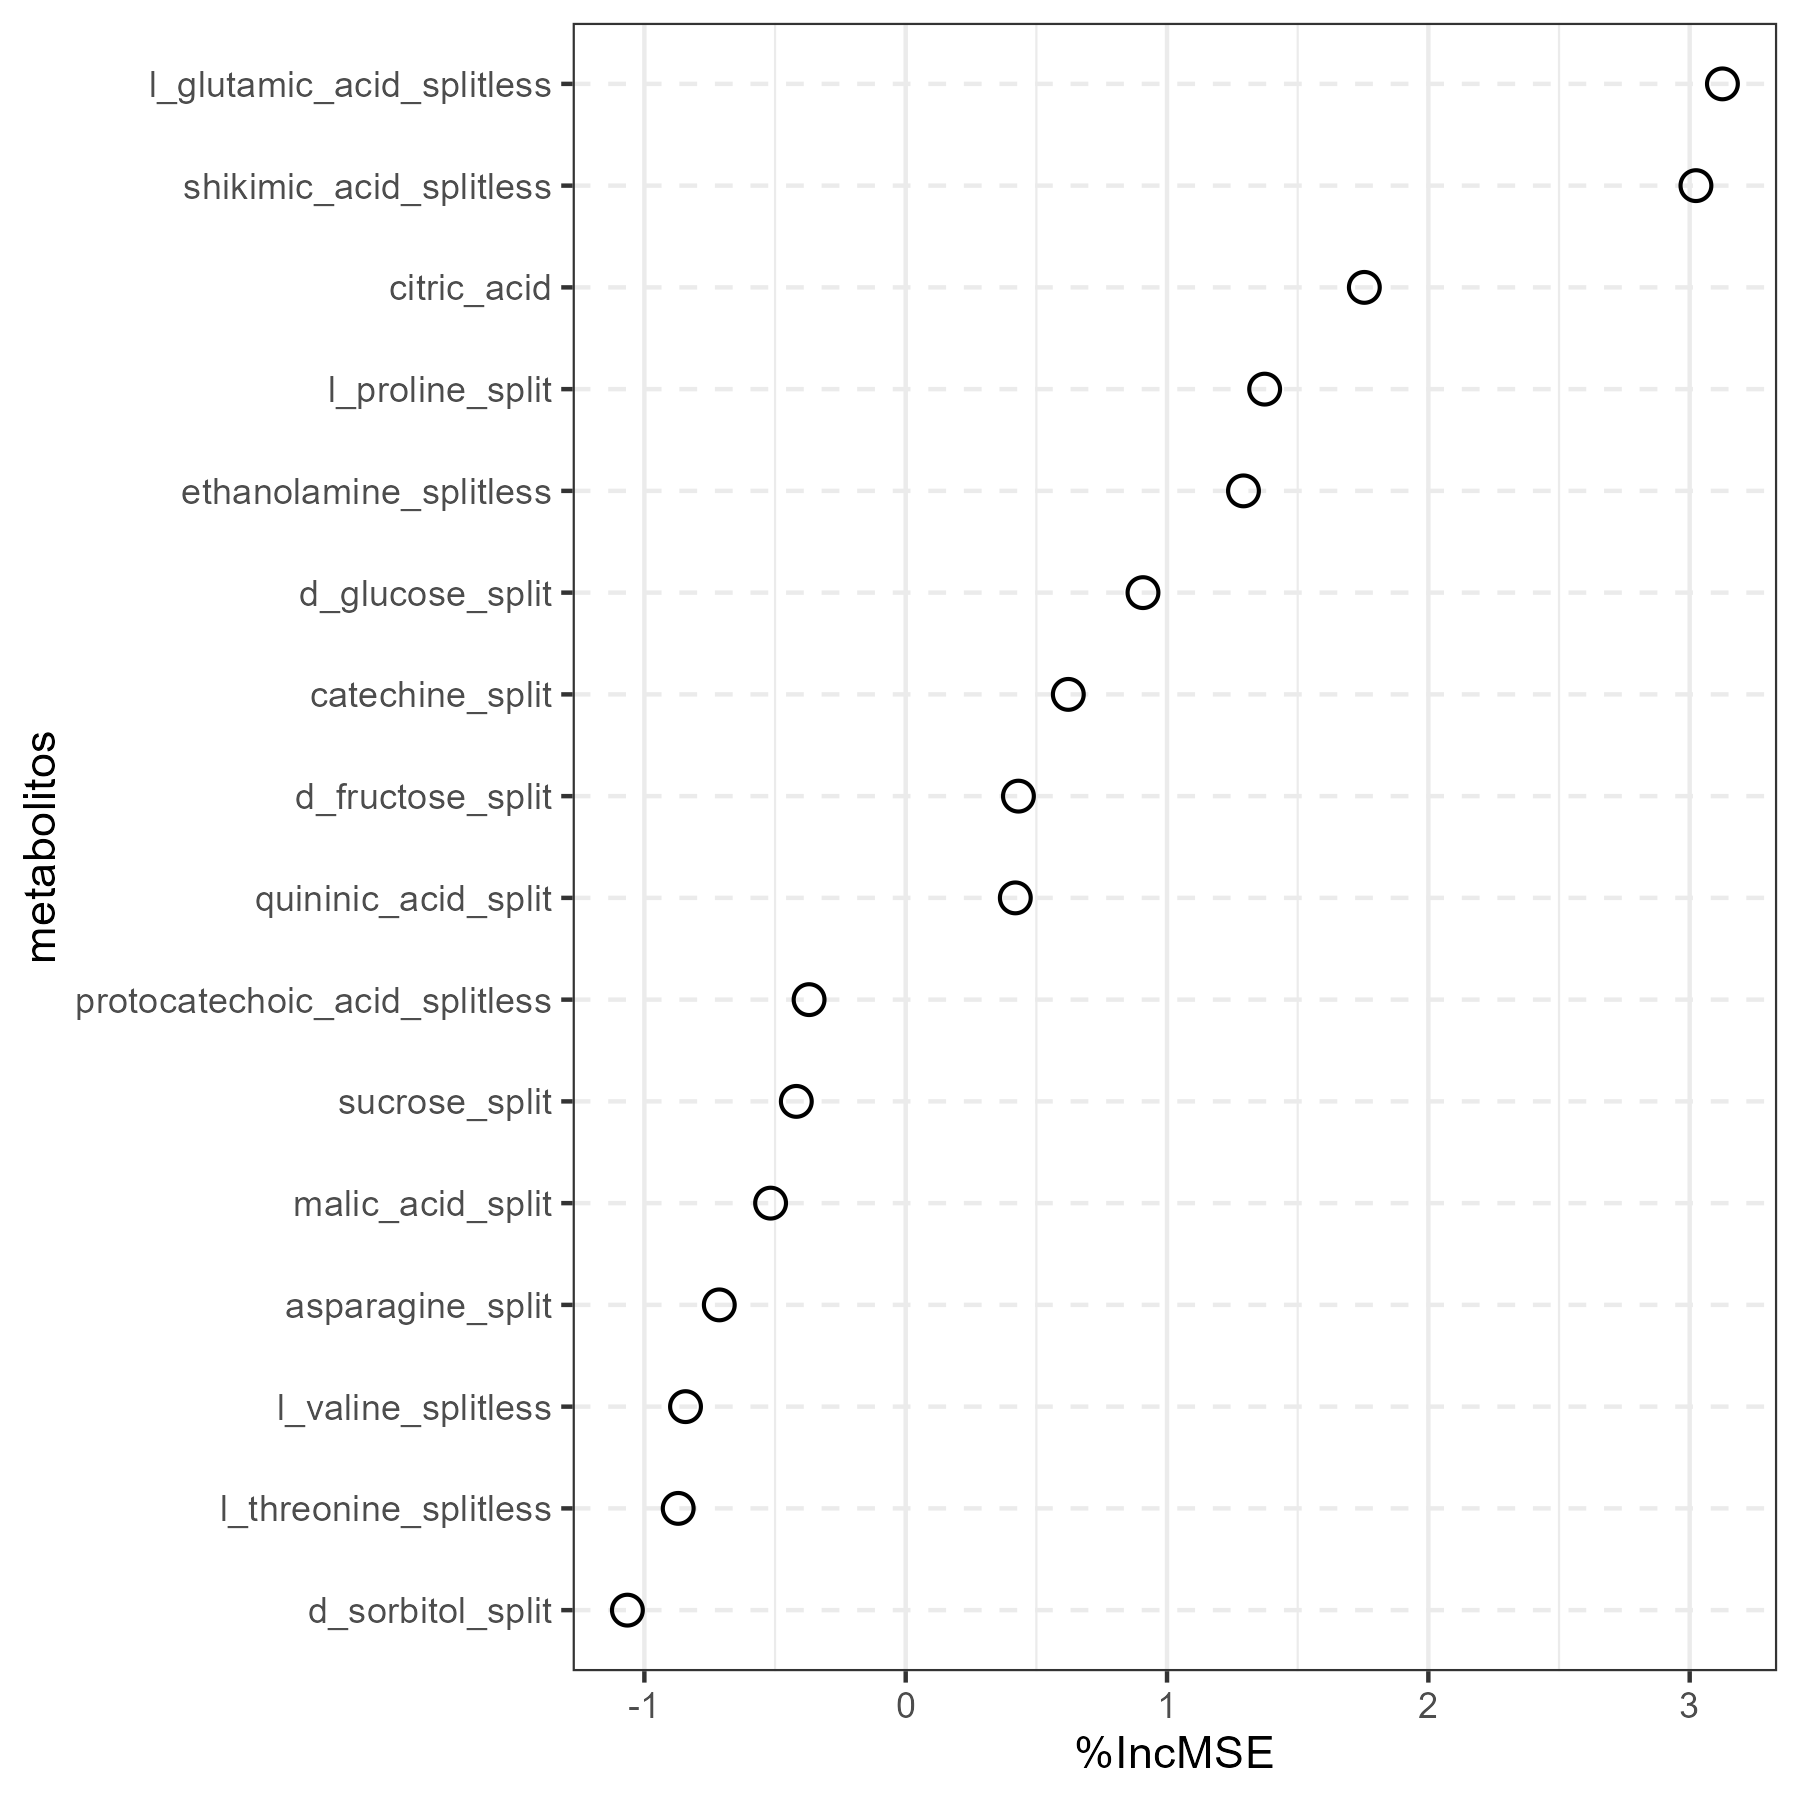 metabolitos
l_glutamic_acid_splitless
shikimic_acid_splitless
citric_acid
l_proline_split
ethanolamine_splitless
d_glucose_split
catechine_split
d_fructose_split
quininic_acid_split
protocatechoic_acid_splitless
sucrose_split
malic_acid_split
asparagine_split
l_valine_splitless
l_threonine_splitless
d_sorbitol_split
-1 0 1 2 3
%IncMSE